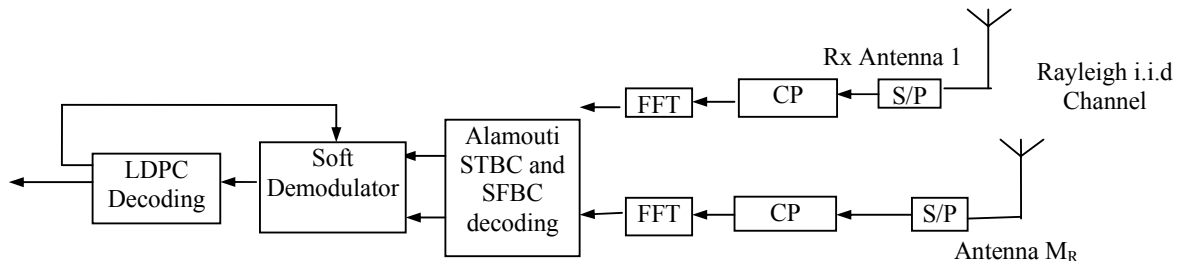 Rx Antenna 1
Rayleigh i.i.d
Channel
FFT
CP
S/P
LDPC
Decoding
Soft
Demodulator
Alamouti
STBC and
SFBC
decoding
FFT
CP
S/P
Antenna MR